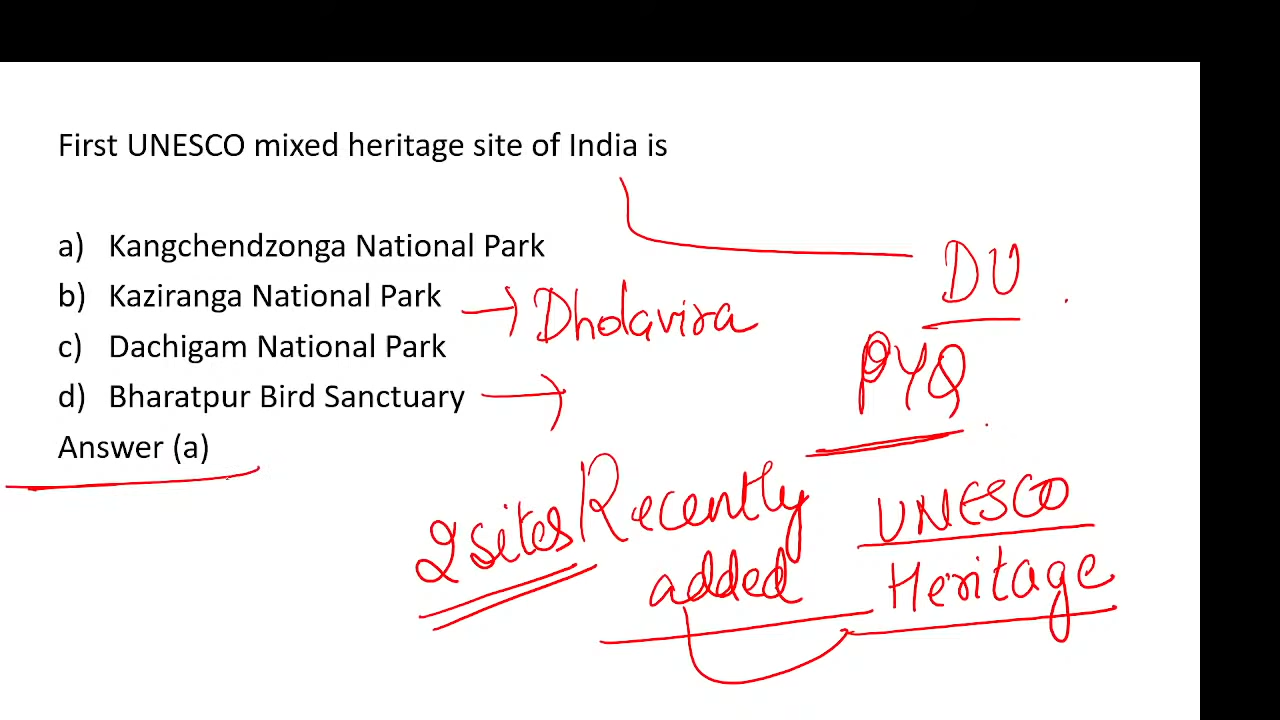 First UNESCO mixed heritage site of India is
a) Kangchendzonga National Park
b) Kaziranga National Park
c) Dachigam National Park
d) Bharatpur Bird Sanctuary
Answer (a)
DU
PYQ
Dholavira
2 sites Recently added
UNESCO
Heritage